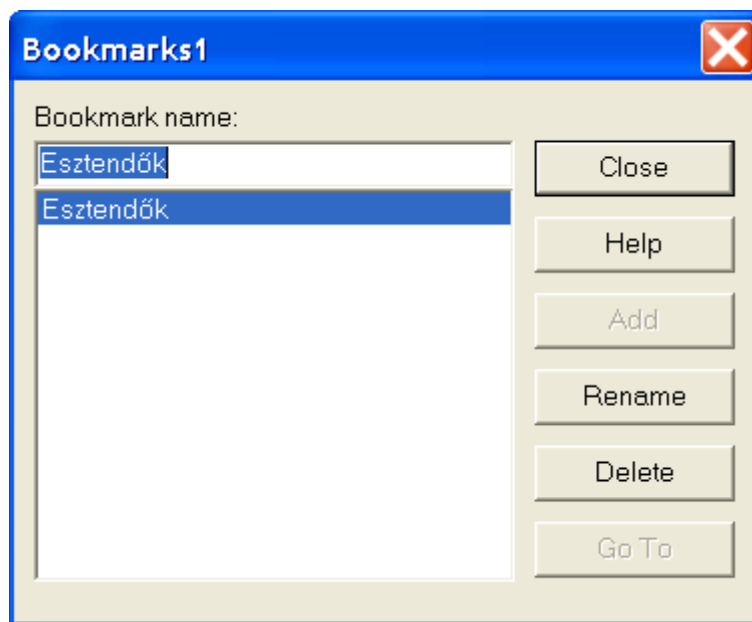 Bookmarks1
Bookmark name:
Esztendők
Esztendők
Close
Help
Add
Rename
Delete
Go To